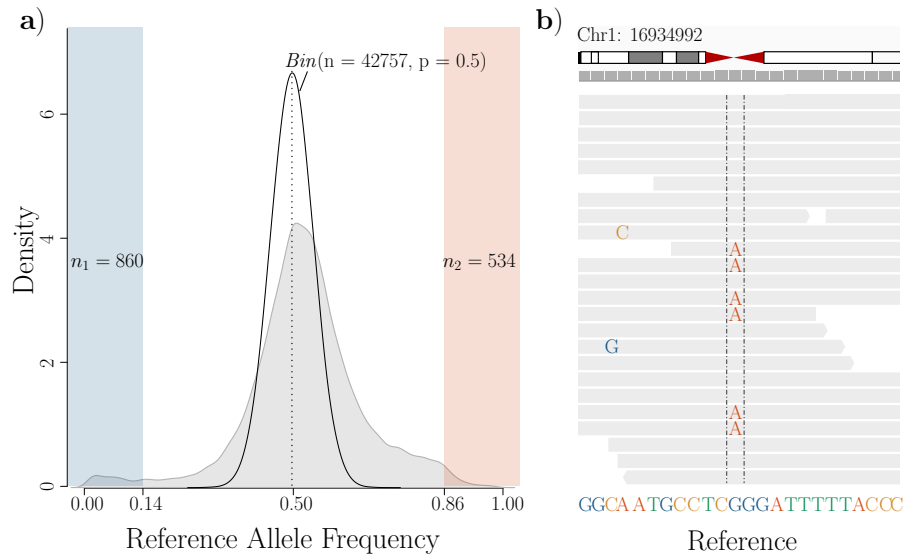 a)
Bin(n = 42757, p = 0.5)
n1 = 860
n2 = 534
Density
0
2
4
6
0.00
0.14
0.50
0.86
1.00
Reference Allele Frequency
b)
Chr1: 16934992
C
A
A
A
A
G
A
A
GGCAATGCCTCGGGATTTTTACCC
Reference